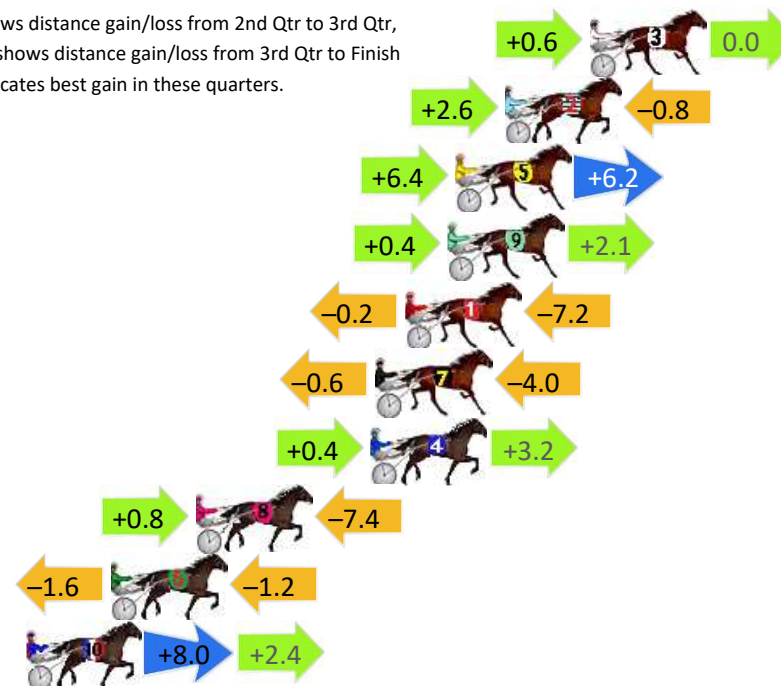 ws distance gain/loss from 2nd Qtr to 3rd Qtr,
shows distance gain/loss from 3rd Qtr to Finish
cates best gain in these quarters.
+0.6 3 0.0
+2.6 2 –0.8
+6.4 5 +6.2
+0.4 9 +2.1
–0.2 1 –7.2
–0.6 7 –4.0
+0.4 4 +3.2
+0.8 8 –7.4
–1.6 –1.2
10 +8.0 +2.4